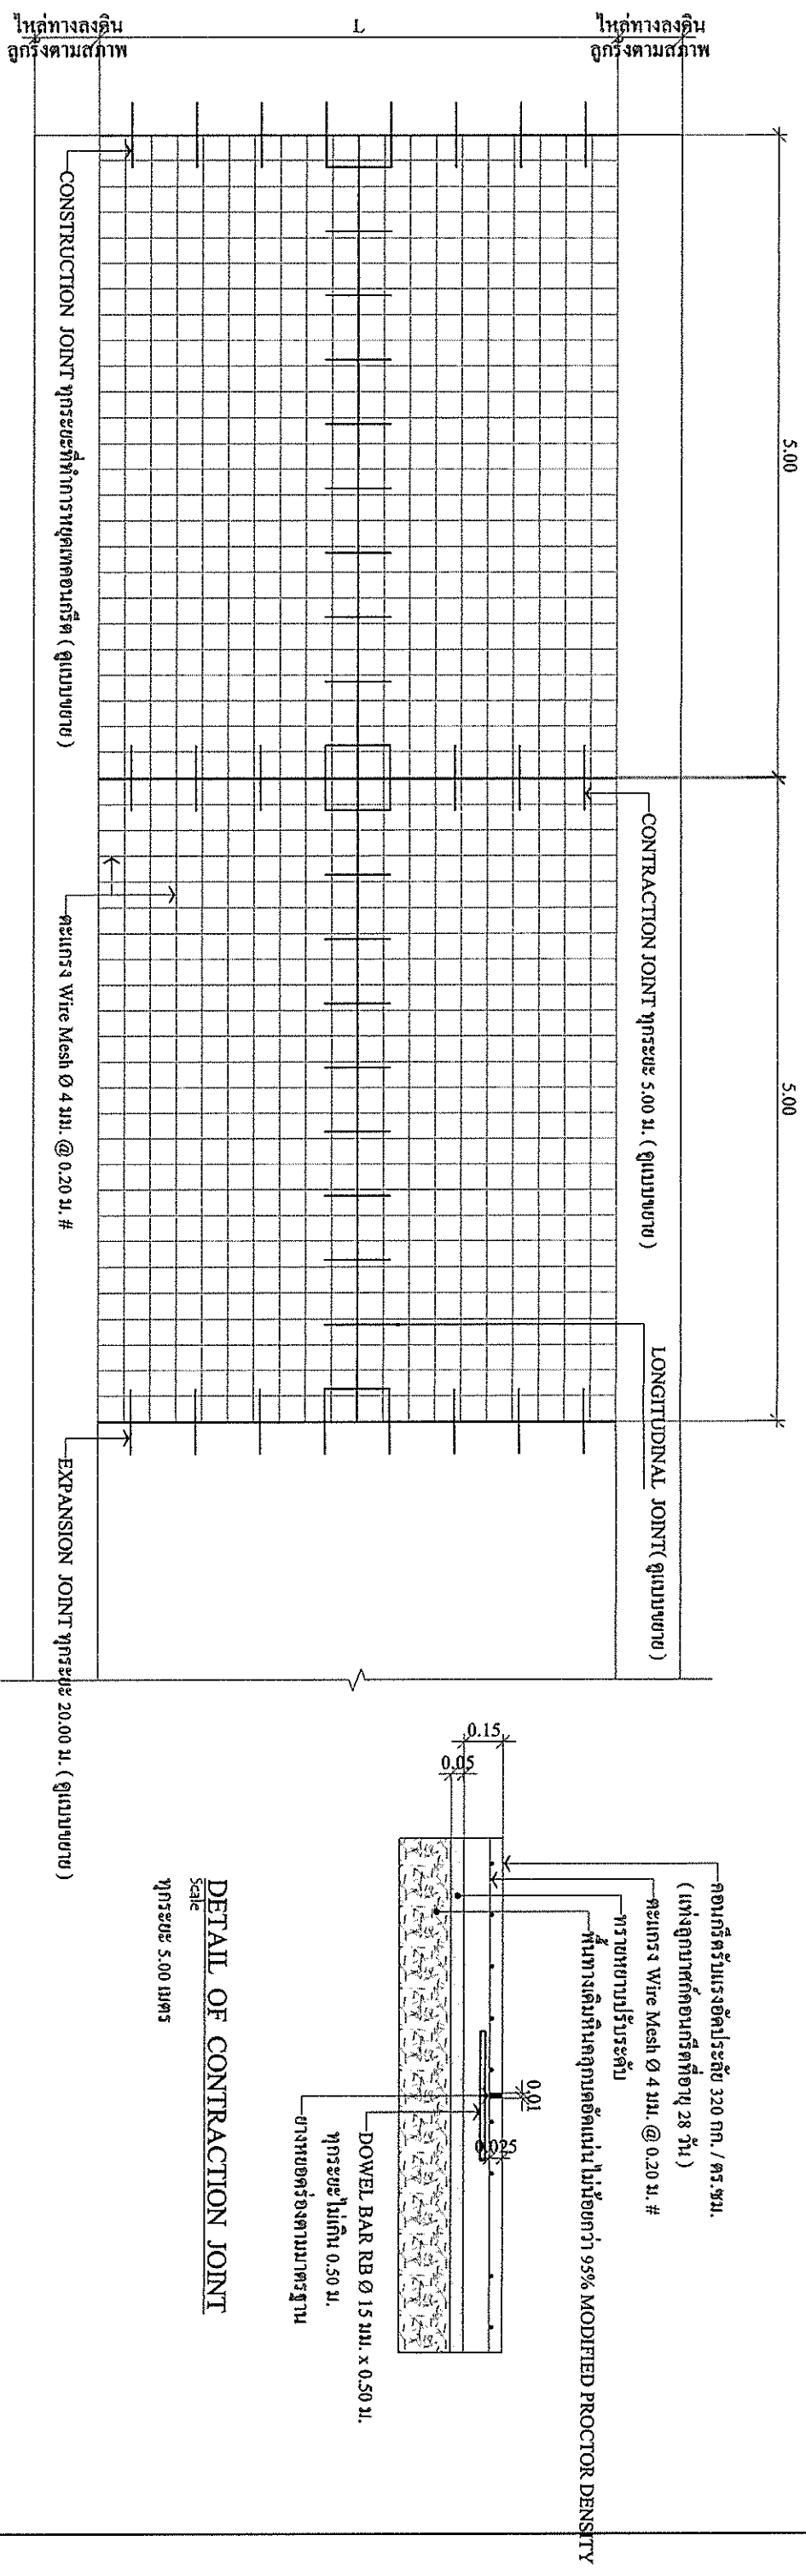 ไหล่ทางลงดิน
ลูกรังตามสภาพ
L
ไหล่ทางลงดิน
ลูกรังตามสภาพ
5.00
5.00
CONSTRUCTION JOINT ทุกระยะที่ทำการหยุดเทคอนกรีต ( ดูแบบขยาย )
CONTRACTION JOINT ทุกระยะ 5.00 ม. ( ดูแบบขยาย )
ตะแกรง Wire Mesh Ø 4 มม. @ 0.20 ม. #
LONGITUDINAL JOINT( ดูแบบขยาย )
EXPANSION JOINT ทุกระยะ 20.00 ม. ( ดูแบบขยาย )
0.15
0.05
คอนกรีตรับแรงอัดประลัย 320 กก. / ตร.ซม.
( แท่งลูกบาศก์คอนกรีตที่อายุ 28 วัน )
ตะแกรง Wire Mesh Ø 4 มม. @ 0.20 ม. #
ทรายหยาบปรับระดับ
พื้นทางเดิมหินคลุกบดอัดแน่น ไม่น้อยกว่า 95% MODIFIED PROCTOR DENSITY
0.01
0.025
DOWEL BAR RB Ø 15 มม. x 0.50 ม.
ทุกระยะไม่เกิน 0.50 ม.
ยางหยอดร่องตามมาตรฐาน
DETAIL OF CONTRACTION JOINT
Scale
ทุกระยะ 5.00 เมตร